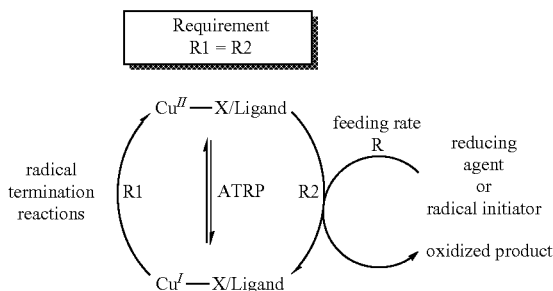 Requirement
R1 = R2
Cu^II — X/Ligand
feeding rate
R
reducing
agent
or
radical initiator
radical
termination
reactions
R1
ATRP
R2
oxidized product
Cu^I — X/Ligand